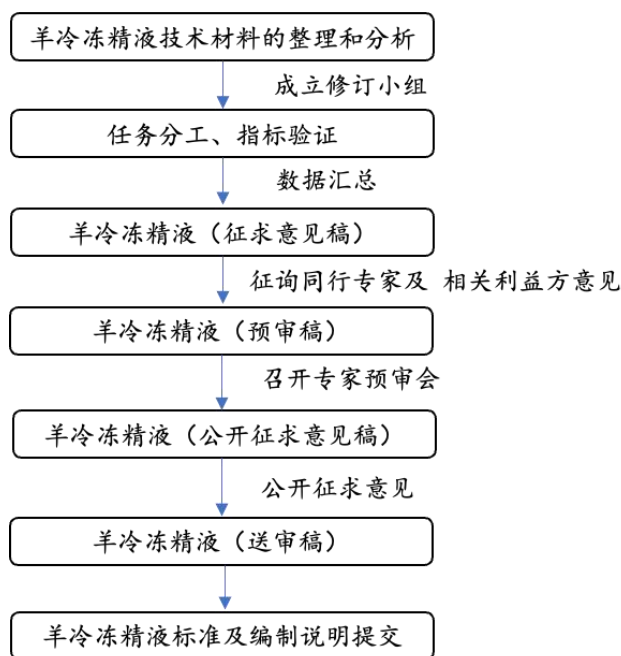 羊冷冻精液技术材料的整理和分析
成立修订小组
任务分工、指标验证
数据汇总
羊冷冻精液（征求意见稿）
征询同行专家及 相关利益方意见
羊冷冻精液（预审稿）
召开专家预审会
羊冷冻精液（公开征求意见稿）
公开征求意见
羊冷冻精液（送审稿）
羊冷冻精液标准及编制说明提交